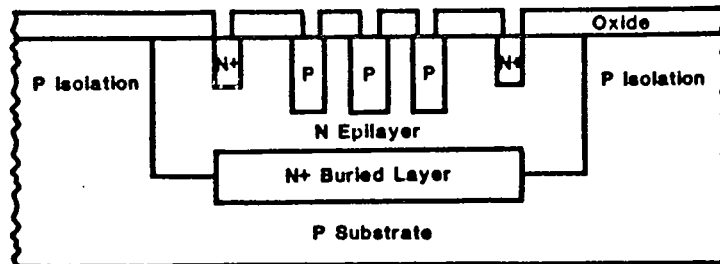 Oxide
N+ P P P N+
P Isolation P Isolation
N Epilayer
N+ Buried Layer
P Substrate